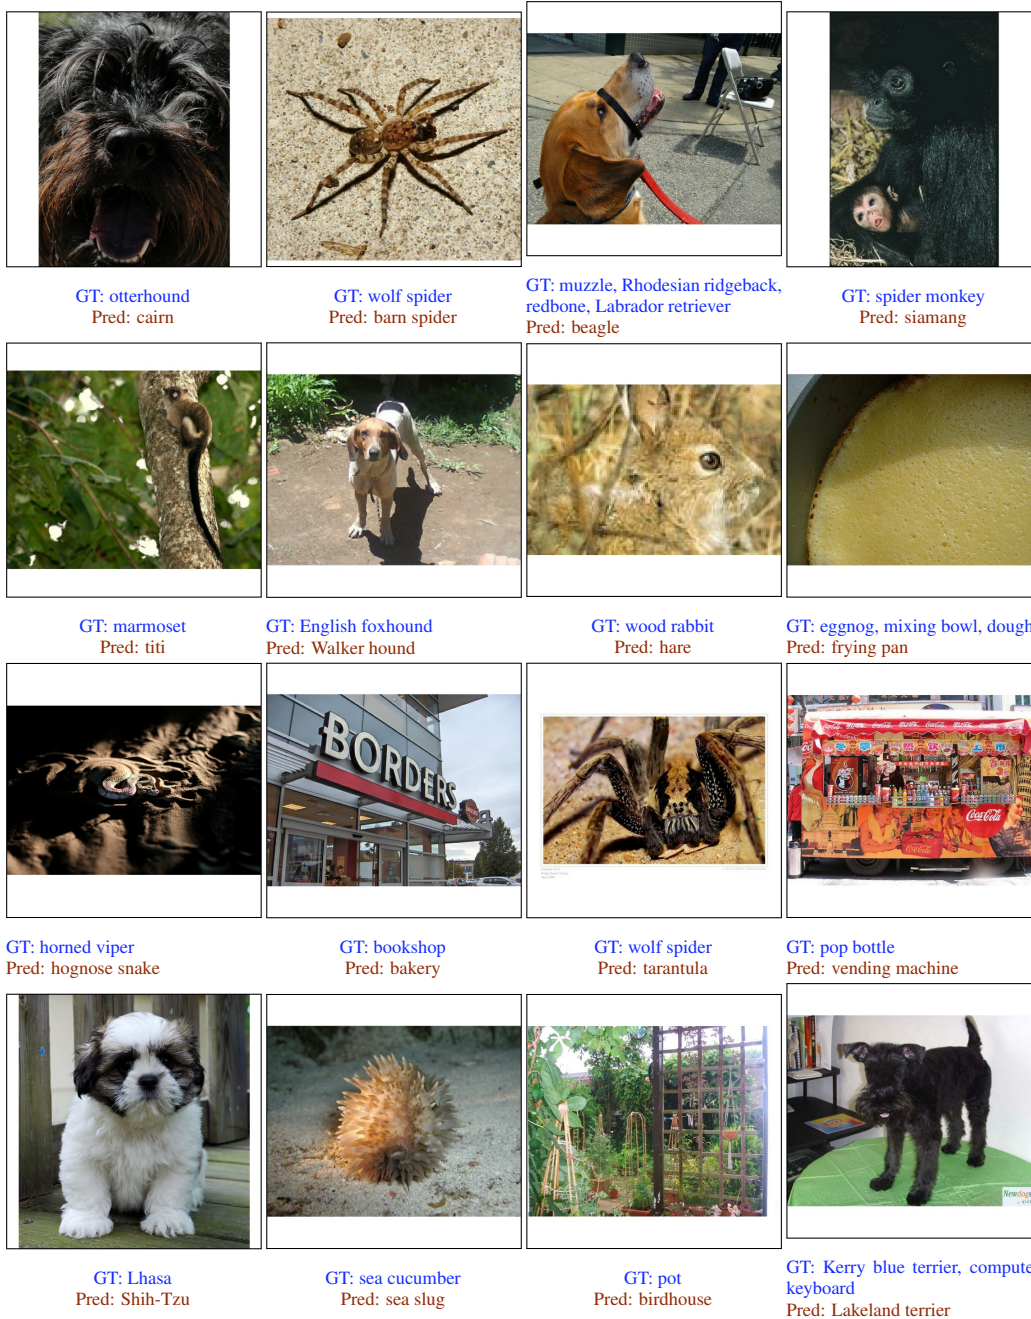 GT: otterhound
Pred: cairn
GT: wolf spider
Pred: barn spider
GT: muzzle, Rhodesian ridgeback,
redbone, Labrador retriever
Pred: beagle
GT: spider monkey
Pred: siamang
GT: marmoset
Pred: titi
GT: English foxhound
Pred: Walker hound
GT: wood rabbit
Pred: hare
GT: eggnog, mixing bowl, dough
Pred: frying pan
BORDERS
Coca-Cola
Coca-Cola
GT: horned viper
Pred: hognose snake
GT: bookshop
Pred: bakery
GT: wolf spider
Pred: tarantula
GT: pop bottle
Pred: vending machine
Newdogs
GT: Lhasa
Pred: Shih-Tzu
GT: sea cucumber
Pred: sea slug
GT: pot
Pred: birdhouse
GT: Kerry blue terrier, compute
keyboard
Pred: Lakeland terrier